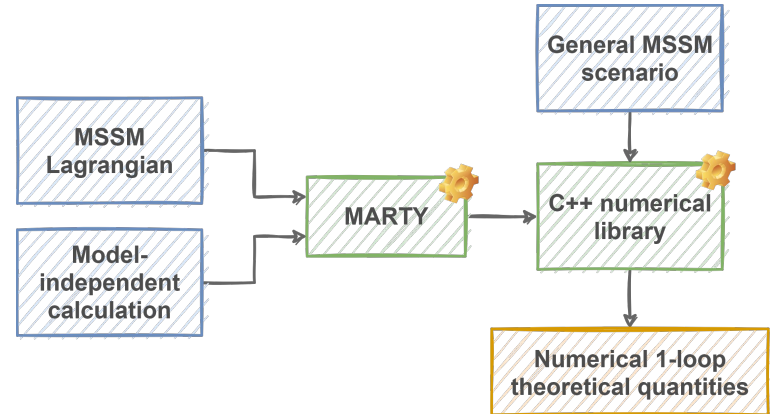 General MSSM
scenario
MSSM
Lagrangian
MARTY
C++ numerical
library
Model-
independent
calculation
Numerical 1-loop
theoretical quantities